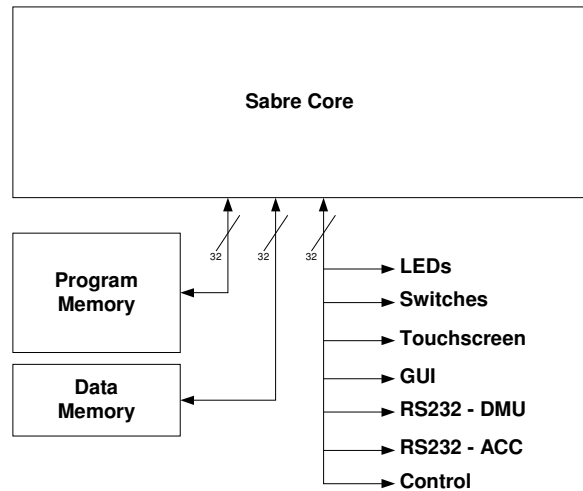 Sabre Core
32
32
32
Program
Memory
Data
Memory
LEDs
Switches
Touchscreen
GUI
RS232 - DMU
RS232 - ACC
Control